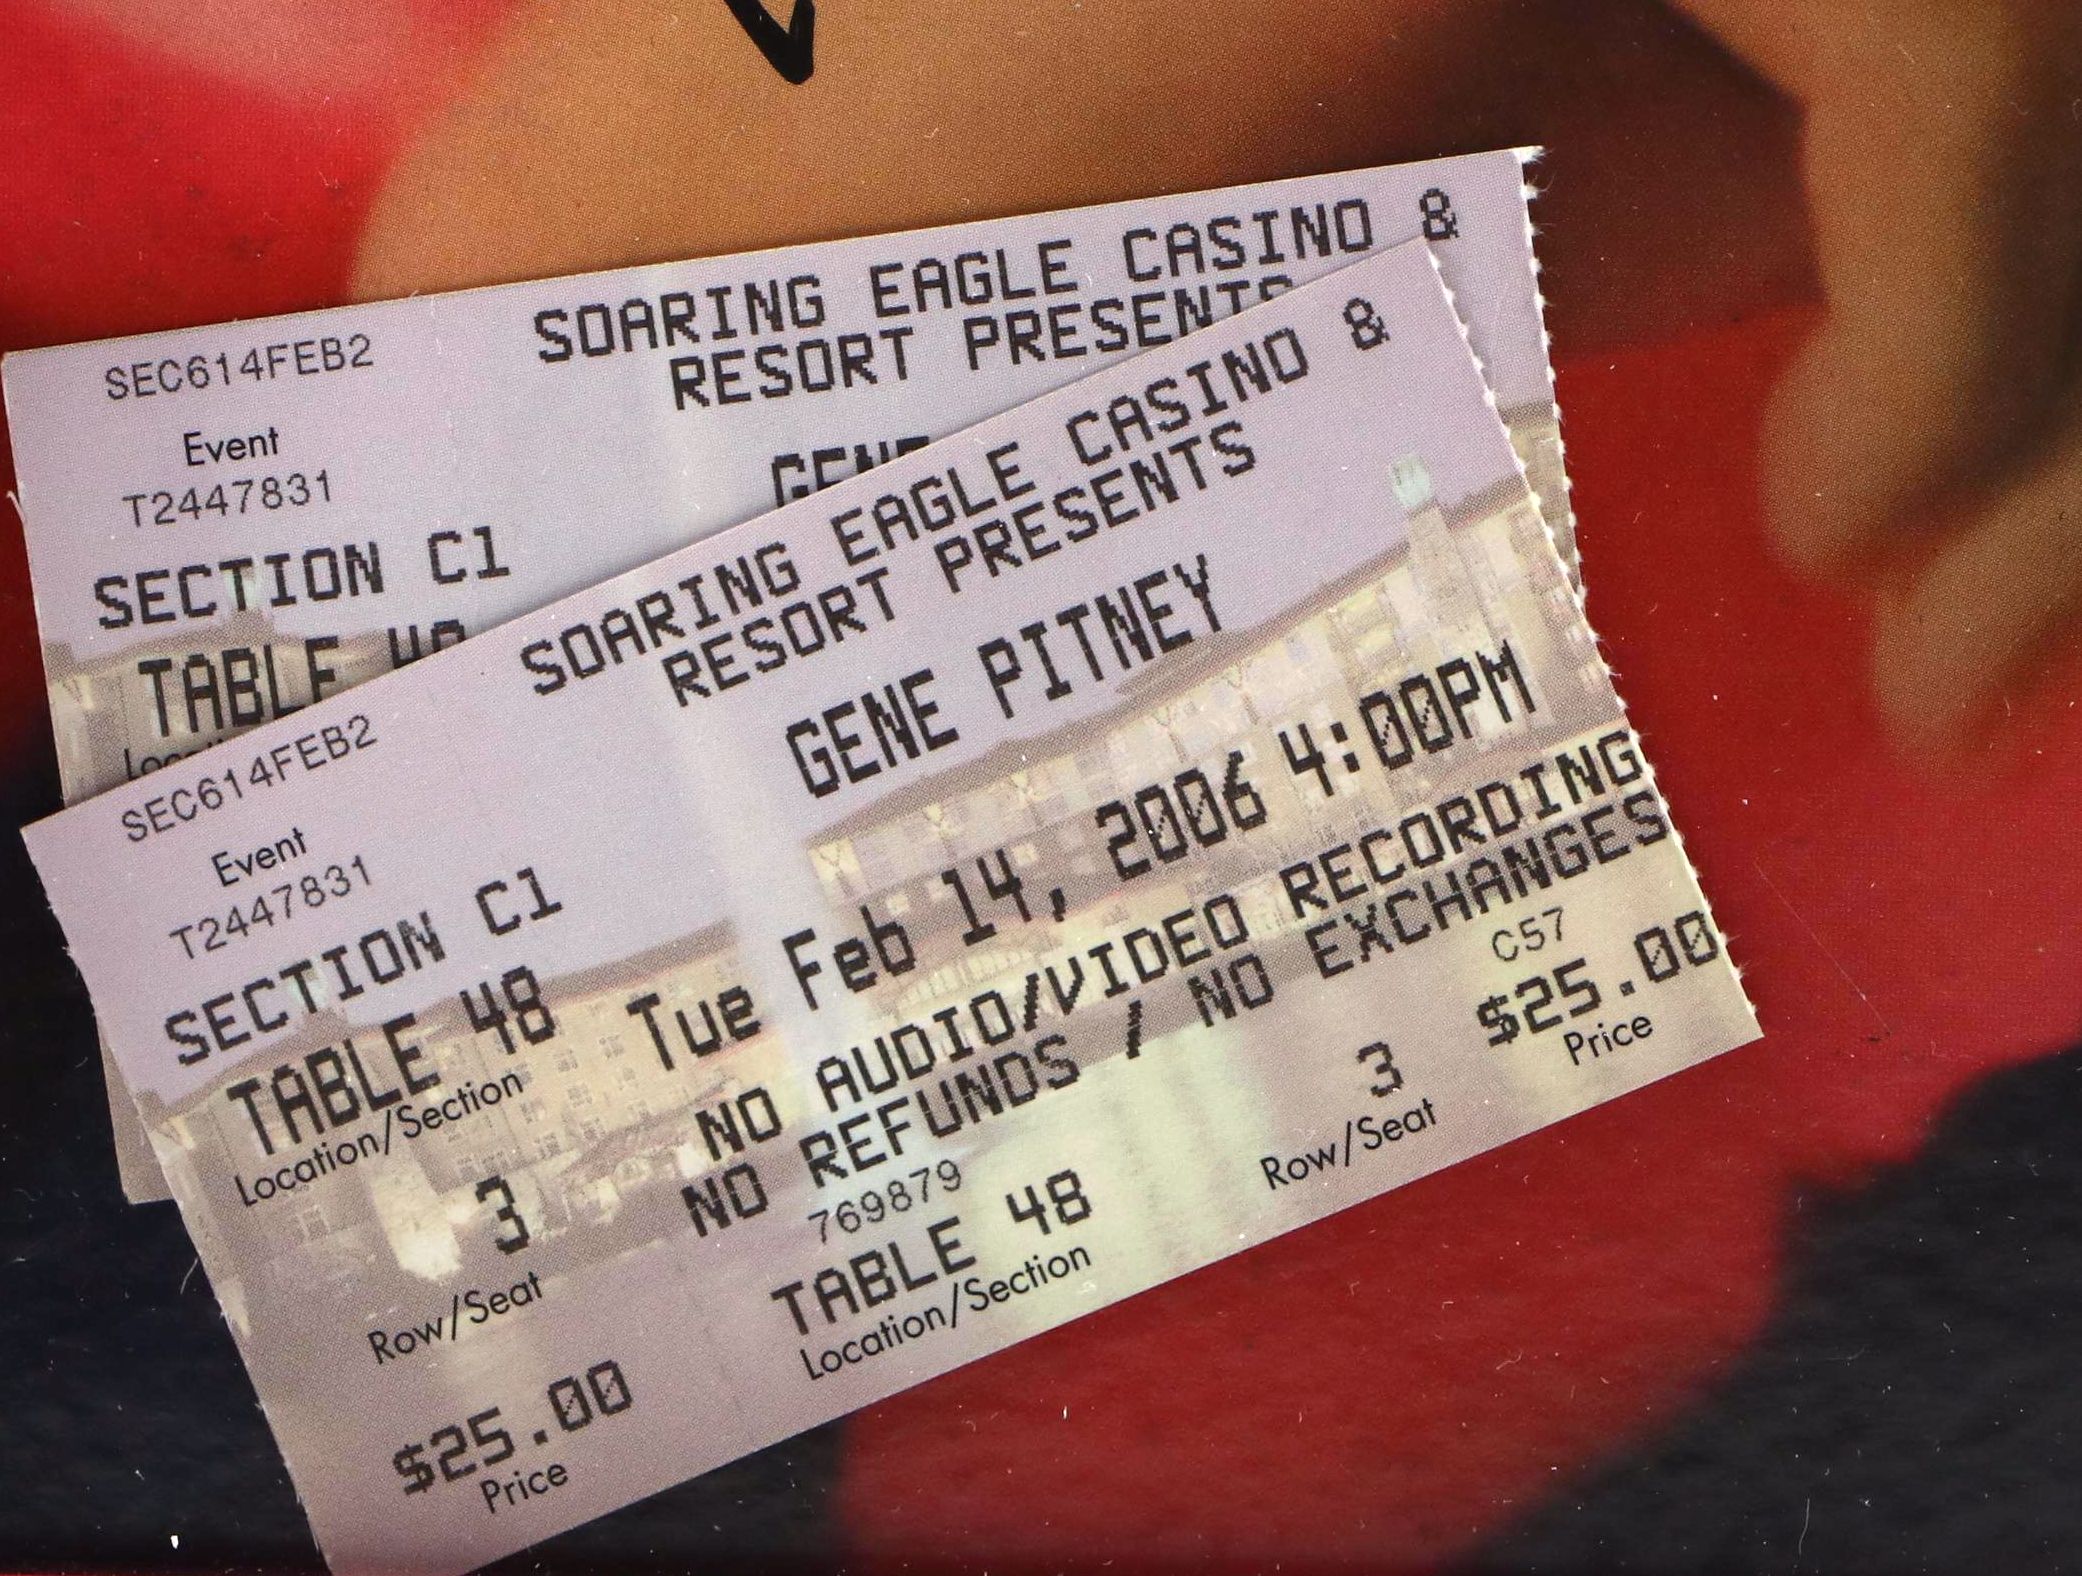 SOARING EAGLE CASINO &
RESORT PRESENTS
SEC614FEB2
Event
T2447831
SECTION C1
TABLE 48
GENE
SOARING EAGLE CASINO &
RESORT PRESENTS
GENE PITNEY
Tue Feb 14, 2006 4:00PM
NO AUDIO/VIDEO RECORDING
NO REFUNDS / NO EXCHANGES
SEC614FEB2
Event
T2447831
SECTION C1
TABLE 48
Location/Section
3
Row/Seat
$25.00
Price
769879
TABLE 48
Location/Section
3
Row/Seat
C57
$25.00
Price